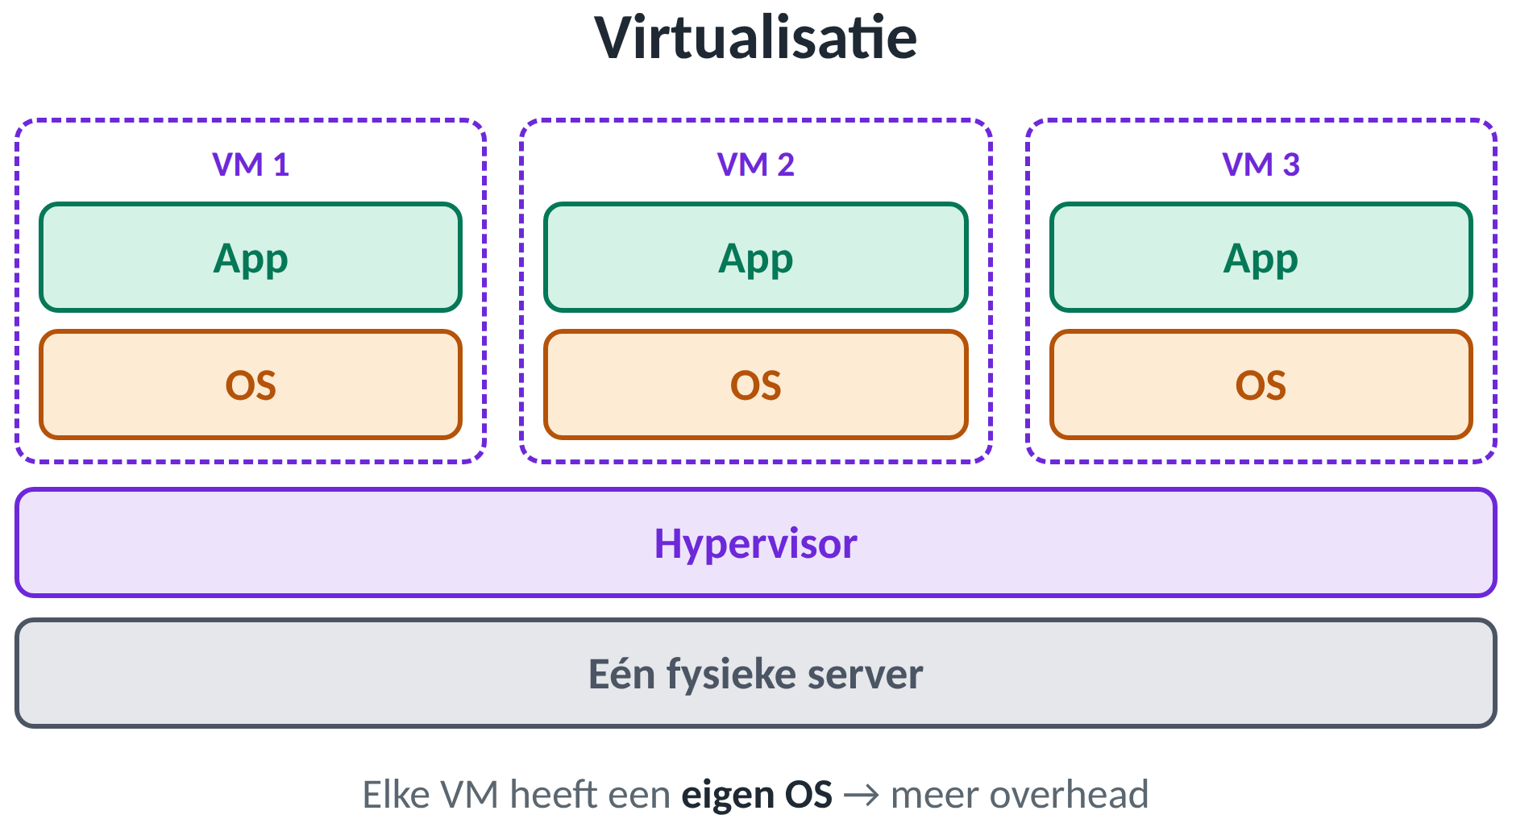 Virtualisatie
VM 1
VM 2
VM 3
App
App
App
OS
OS
OS
Hypervisor
Eén fysieke server
Elke VM heeft een eigen OS → meer overhead